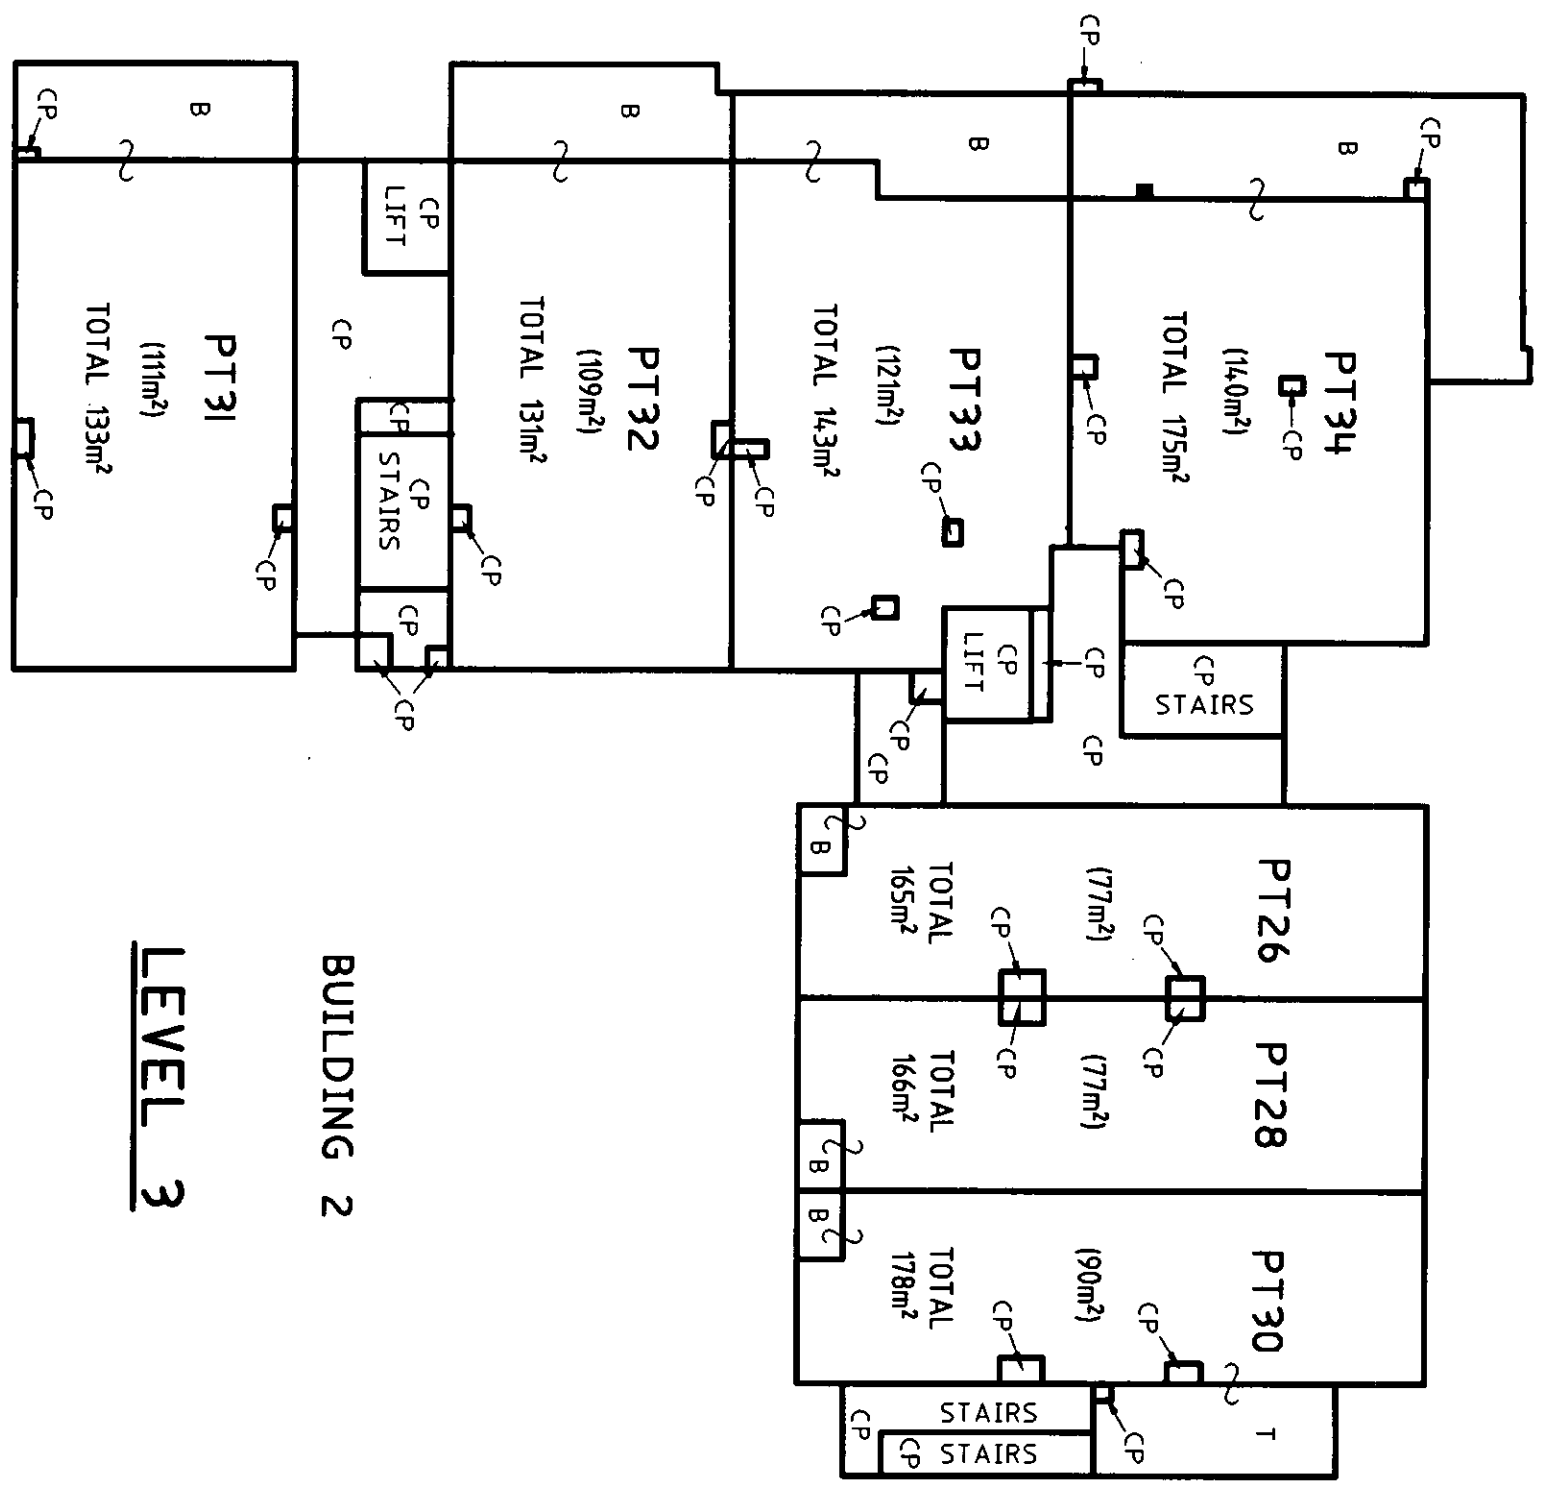 CP
B
CP
PT31
(111m²)
TOTAL 133m²
CP
CP
CP
LIFT
CP
CP
CP
STAIRS
CP
CP
B
PT32
(109m²)
TOTAL 131m²
CP
CP
B
PT33
(121m²)
TOTAL 143m²
CP
CP
CP
CP
B
CP
PT34
(140m²)
TOTAL 175m²
CP
CP
CP
CP
LIFT
CP
CP
STAIRS
CP
CP
CP
PT26
(77m²)
TOTAL
165m²
B
CP
CP
PT28
(77m²)
TOTAL
166m²
B
CP
CP
PT30
(90m²)
TOTAL
178m²
B
CP
CP
STAIRS
CP
CP
STAIRS
CP
T
BUILDING 2
LEVEL 3